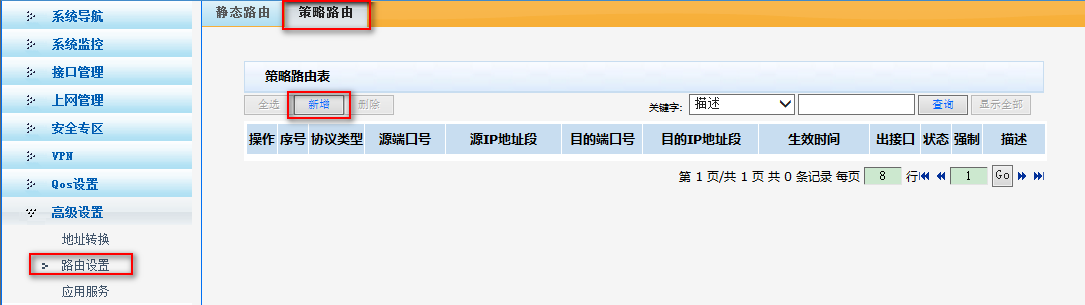 系统导航
系统监控
接口管理
上网管理
安全专区
VPN
Qos设置
高级设置
地址转换
路由设置
应用服务
静态路由 策略路由
策略路由表
全选 新增 删除 关键字: 描述 查询 显示全部
操作 序号 协议类型 源端口号 源IP地址段 目的端口号 目的IP地址段 生效时间 出接口 状态 强制 描述
第 1 页/共 1 页 共 0 条记录 每页 8 行 1 Go